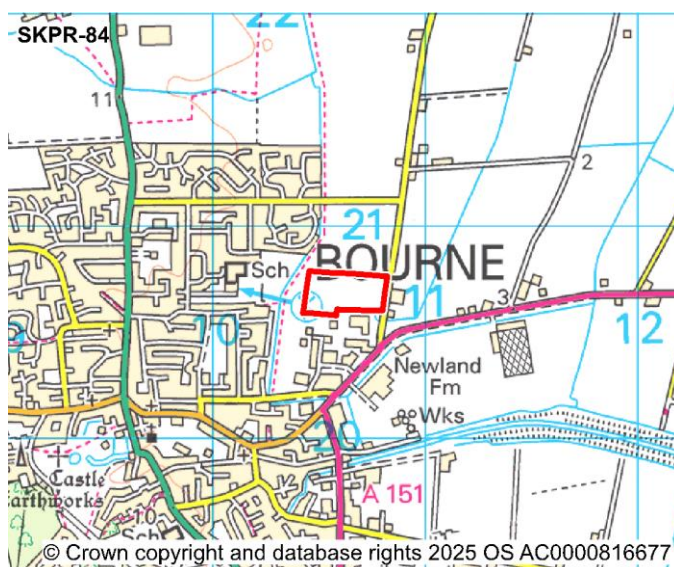 22
SKPR-84
11
2
21
BOURNE
Sch
11
3
10
12
Newland
Fm
Wks
20
A 151
Castle
Earthworks
10
Sch
© Crown copyright and database rights 2025 OS AC0000816677